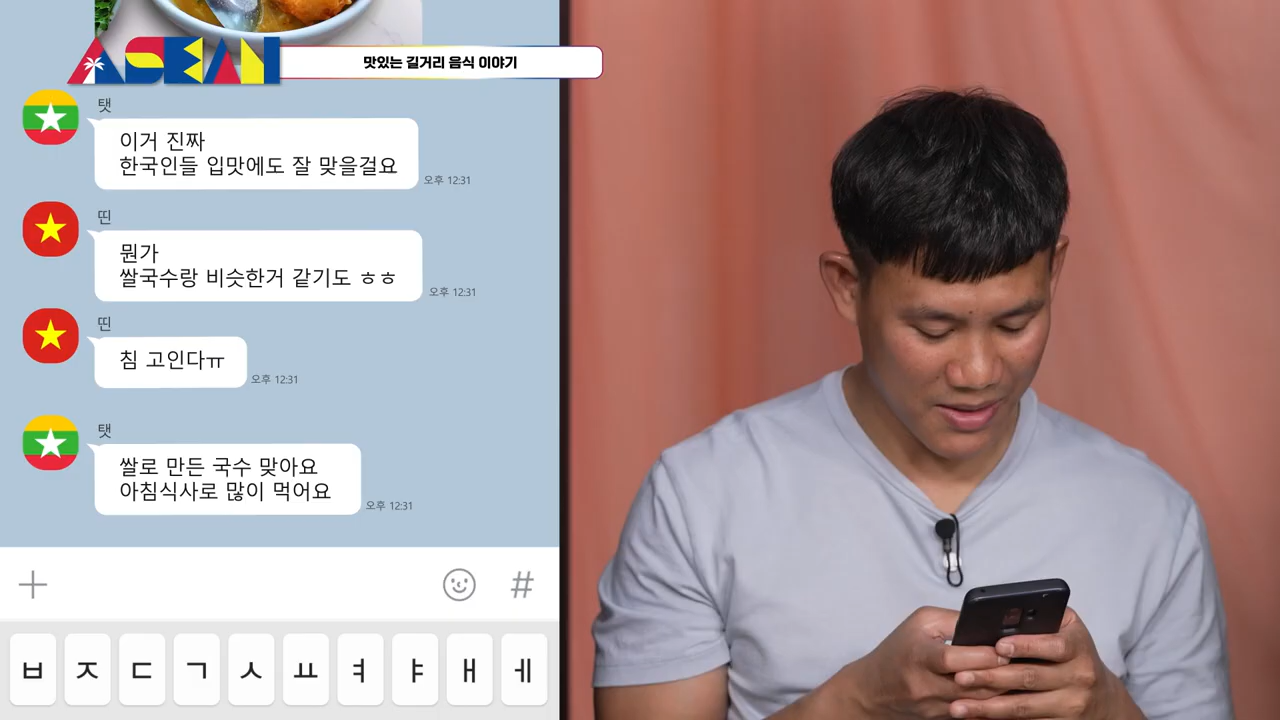 ASEAN
맛있는 길거리 음식 이야기
탯
이거 진짜
한국인들 입맛에도 잘 맞을걸요
오후 12:31
띤
뭔가
쌀국수랑 비슷한거 같기도 ㅎㅎ
오후 12:31
띤
침 고인다ㅠ
오후 12:31
탯
쌀로 만든 국수 맞아요
아침식사로 많이 먹어요
오후 12:31
#
ㅂ ㅈ ㄷ ㄱ ㅅ ㅛ ㅕ ㅑ ㅐ ㅔ